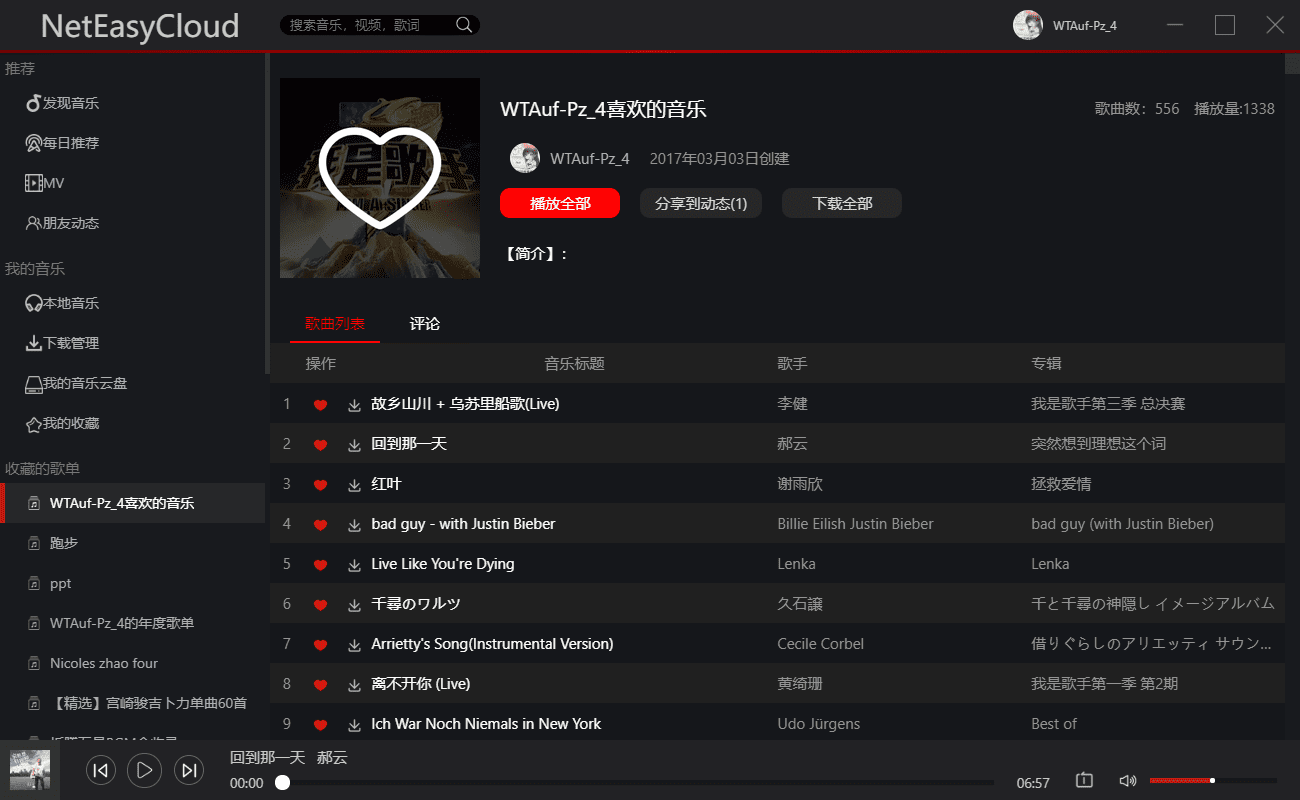 NetEasyCloud
搜索音乐，视频，歌词
WTAuf-Pz_4
推荐
发现音乐
每日推荐
MV
朋友动态
我的音乐
本地音乐
下载管理
我的音乐云盘
我的收藏
收藏的歌单
WTAuf-Pz_4喜欢的音乐
跑步
ppt
WTAuf-Pz_4的年度歌单
Nicoles zhao four
【精选】宫崎骏吉卜力单曲60首
WTAuf-Pz_4喜欢的音乐
歌曲数：556 播放量:1338
WTAuf-Pz_4 2017年03月03日创建
播放全部 分享到动态(1) 下载全部
【简介】：
歌曲列表 评论
操作 音乐标题 歌手 专辑
1 故乡山川 + 乌苏里船歌(Live) 李健 我是歌手第三季 总决赛
2 回到那一天 郝云 突然想到理想这个词
3 红叶 谢雨欣 拯救爱情
4 bad guy - with Justin Bieber Billie Eilish Justin Bieber bad guy (with Justin Bieber)
5 Live Like You're Dying Lenka Lenka
6 千尋のワルツ 久石譲 千と千尋の神隠し イメージアルバム
7 Arrietty's Song(Instrumental Version) Cecile Corbel 借りぐらしのアリエッティ サウン...
8 离不开你 (Live) 黄绮珊 我是歌手第一季 第2期
9 Ich War Noch Niemals in New York Udo Jürgens Best of
回到那一天 郝云
00:00 06:57